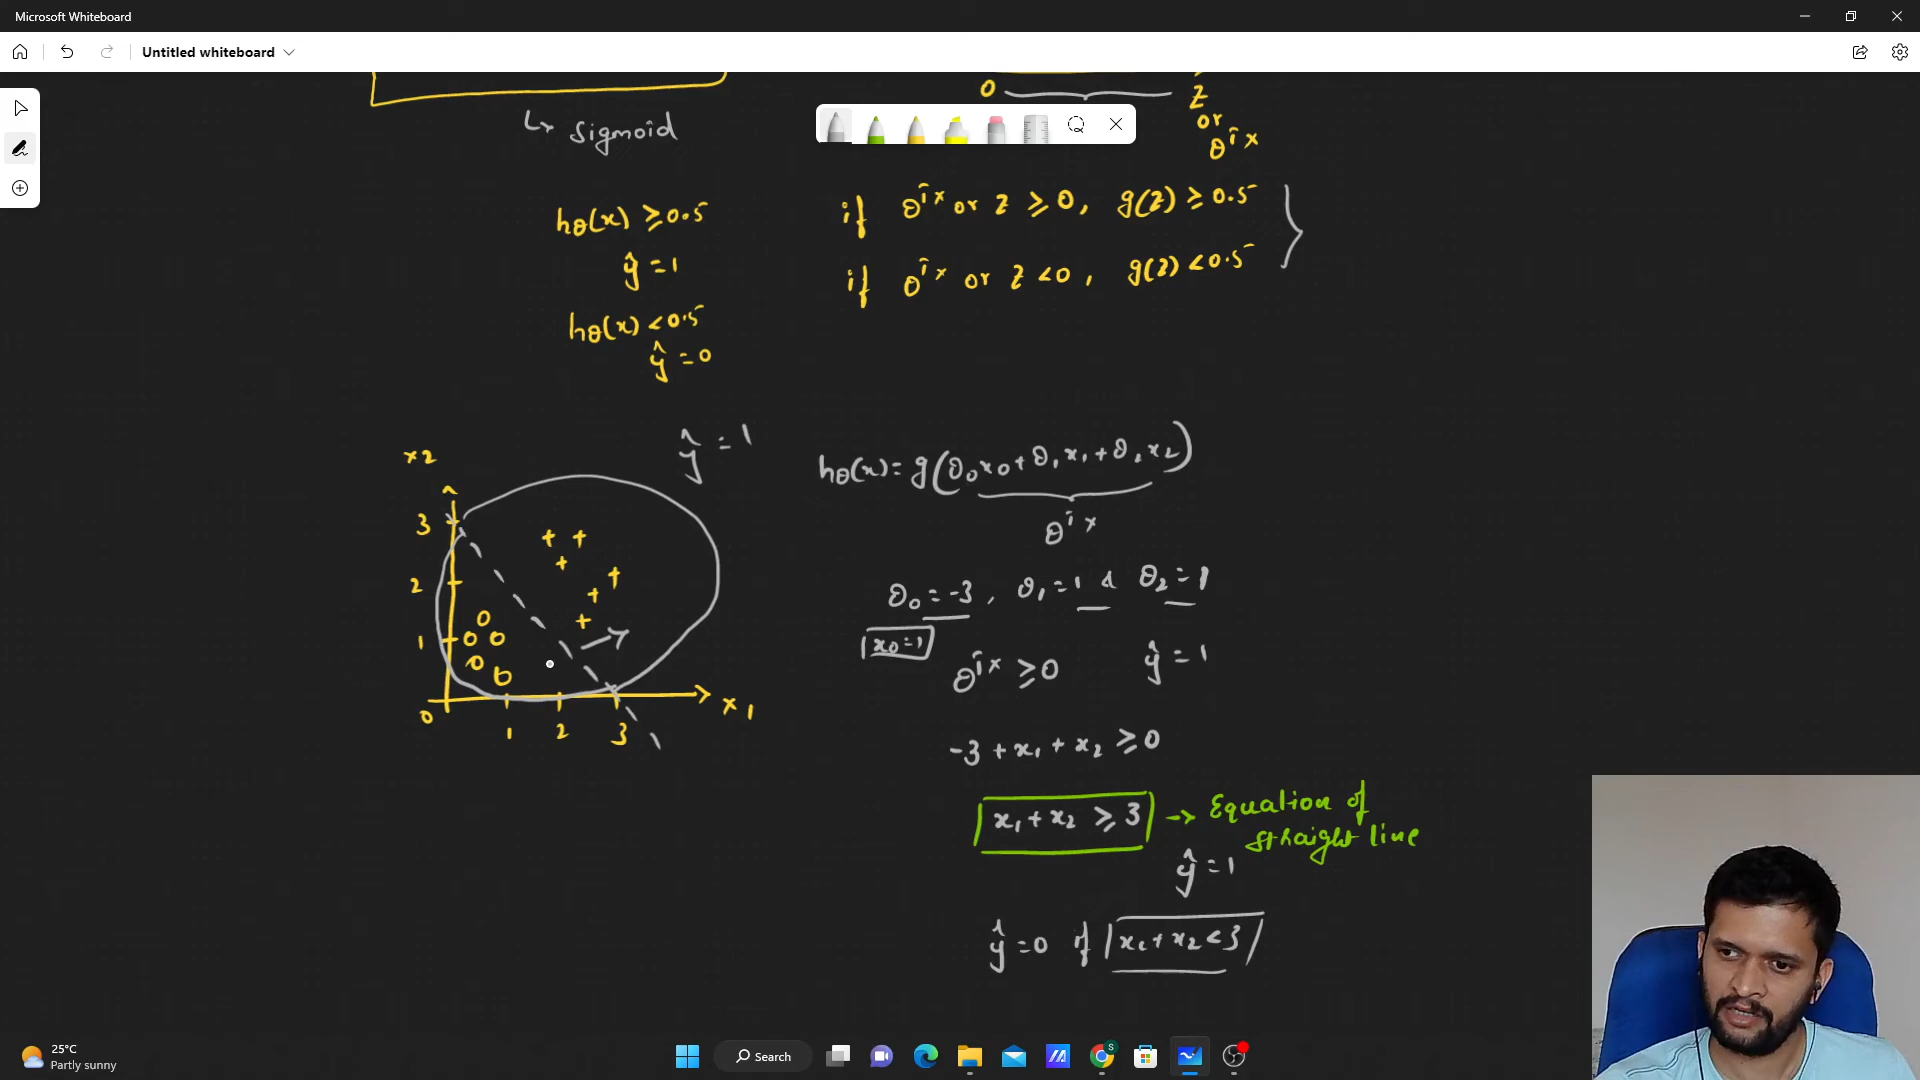 Microsoft Whiteboard
Untitled whiteboard
0
z
or
θᵀx
↳ Sigmoid
hθ(x) ≥ 0.5
ŷ = 1
hθ(x) < 0.5
ŷ = 0
if θᵀx or z ≥ 0, g(z) ≥ 0.5
if θᵀx or z < 0, g(z) < 0.5
ŷ = 1
x2
3
2
1
0
1 2 3
x1
hθ(x) = g(θ₀x₀ + θ₁x₁ + θ₂x₂)
θᵀx
θ₀ = -3, θ₁ = 1 & θ₂ = 1
x₀ = 1
θᵀx ≥ 0 ŷ = 1
-3 + x₁ + x₂ ≥ 0
x₁ + x₂ ≥ 3 → Equation of
straight line
ŷ = 1
ŷ = 0 if x₁ + x₂ < 3
25°C
Partly sunny
Search
S